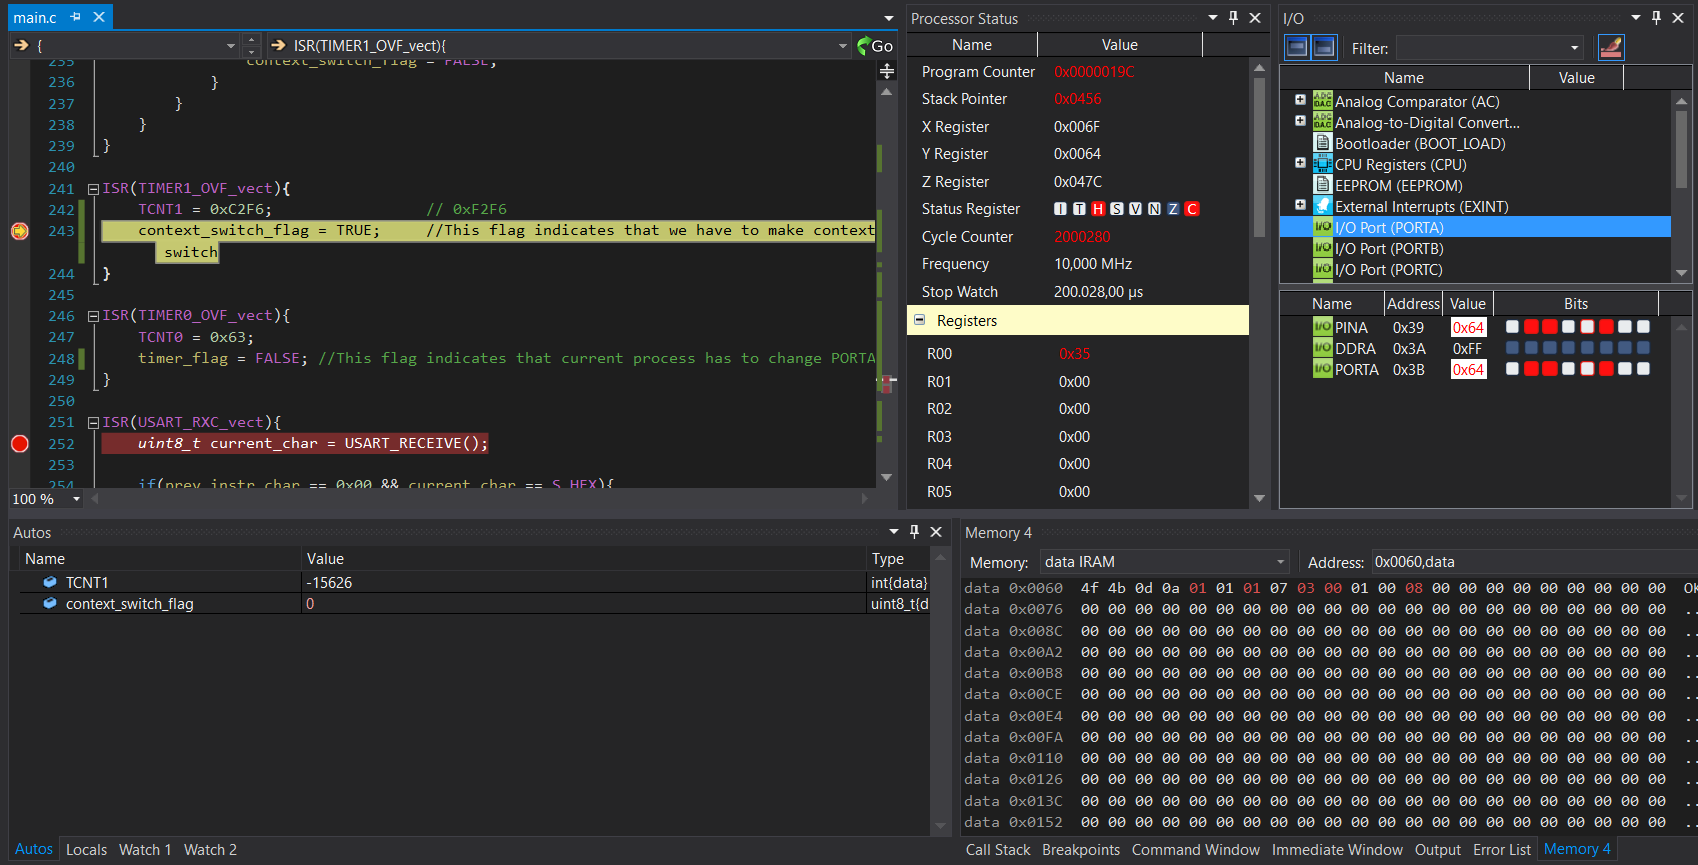 main.c
{
ISR(TIMER1_OVF_vect){
Go
235 context_switch_flag = FALSE;
236 }
237 }
238 }
239 }
240
241 ISR(TIMER1_OVF_vect){
242 TCNT1 = 0xC2F6; // 0xF2F6
243 context_switch_flag = TRUE; //This flag indicates that we have to make context
switch
244 }
245
246 ISR(TIMER0_OVF_vect){
247 TCNT0 = 0x63;
248 timer_flag = FALSE; //This flag indicates that current process has to change PORTA
249 }
250
251 ISR(USART_RXC_vect){
252 uint8_t current_char = USART_RECEIVE();
253
254 if(prev_instr_char == 0x00 && current_char == S_HEX){
100 %
Processor Status
Name Value
Program Counter 0x0000019C
Stack Pointer 0x0456
X Register 0x006F
Y Register 0x0064
Z Register 0x047C
Status Register I T H S V N Z C
Cycle Counter 2000280
Frequency 10,000 MHz
Stop Watch 200.028,00 µs
Registers
R00 0x35
R01 0x00
R02 0x00
R03 0x00
R04 0x00
R05 0x00
I/O
Filter:
Name Value
Analog Comparator (AC)
Analog-to-Digital Convert...
Bootloader (BOOT_LOAD)
CPU Registers (CPU)
EEPROM (EEPROM)
External Interrupts (EXINT)
I/O Port (PORTA)
I/O Port (PORTB)
I/O Port (PORTC)
Name Address Value Bits
PINA 0x39 0x64
DDRA 0x3A 0xFF
PORTA 0x3B 0x64
Autos
Name Value Type
TCNT1 -15626 int{data}
context_switch_flag 0 uint8_t{d
Autos Locals Watch 1 Watch 2
Memory 4
Memory: data IRAM Address: 0x0060,data
data 0x0060 4f 4b 0d 0a 01 01 01 07 03 00 01 00 08 00 00 00 00 00 00 00 00 00 OK
data 0x0076 00 00 00 00 00 00 00 00 00 00 00 00 00 00 00 00 00 00 00 00 00 00 ..
data 0x008C 00 00 00 00 00 00 00 00 00 00 00 00 00 00 00 00 00 00 00 00 00 00 ..
data 0x00A2 00 00 00 00 00 00 00 00 00 00 00 00 00 00 00 00 00 00 00 00 00 00 ..
data 0x00B8 00 00 00 00 00 00 00 00 00 00 00 00 00 00 00 00 00 00 00 00 00 00 ..
data 0x00CE 00 00 00 00 00 00 00 00 00 00 00 00 00 00 00 00 00 00 00 00 00 00 ..
data 0x00E4 00 00 00 00 00 00 00 00 00 00 00 00 00 00 00 00 00 00 00 00 00 00 ..
data 0x00FA 00 00 00 00 00 00 00 00 00 00 00 00 00 00 00 00 00 00 00 00 00 00 ..
data 0x0110 00 00 00 00 00 00 00 00 00 00 00 00 00 00 00 00 00 00 00 00 00 00 ..
data 0x0126 00 00 00 00 00 00 00 00 00 00 00 00 00 00 00 00 00 00 00 00 00 00 ..
data 0x013C 00 00 00 00 00 00 00 00 00 00 00 00 00 00 00 00 00 00 00 00 00 00 ..
data 0x0152 00 00 00 00 00 00 00 00 00 00 00 00 00 00 00 00 00 00 00 00 00 00 ..
Call Stack Breakpoints Command Window Immediate Window Output Error List Memory 4